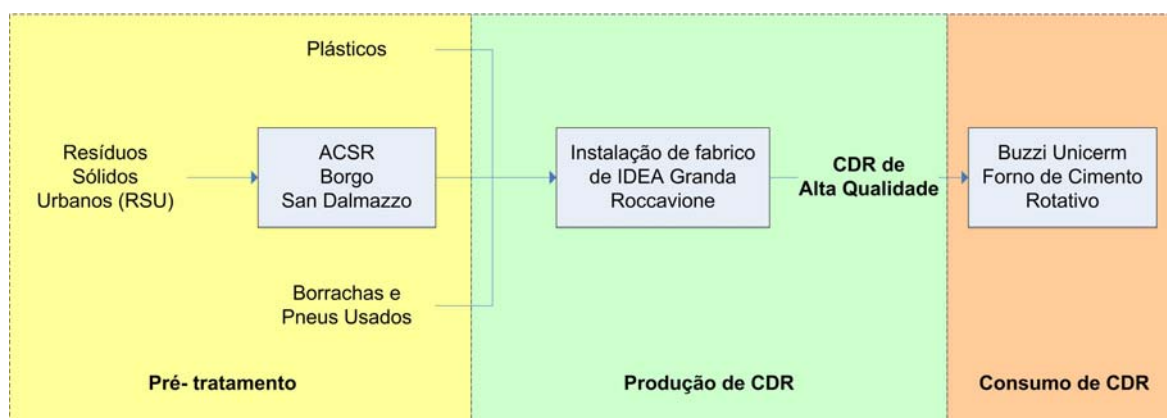 Plásticos
Resíduos
Sólidos
Urbanos (RSU)
ACSR
Borgo
San Dalmazzo
Borrachas e
Pneus Usados
Pré- tratamento
Instalação de fabrico
de IDEA Granda
Roccavione
CDR de
Alta Qualidade
Produção de CDR
Buzzi Unicerm
Forno de Cimento
Rotativo
Consumo de CDR